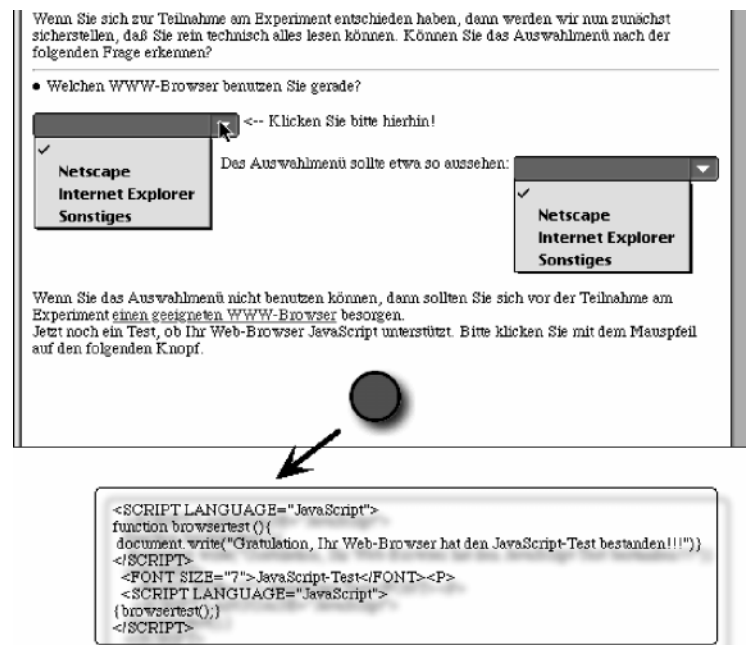 Wenn Sie sich zur Teilnahme am Experiment entschieden haben, dann werden wir nun zunächst
sicherstellen, daß Sie rein technisch alles lesen können. Können Sie das Auswahlmenü nach der
folgenden Frage erkennen?
• Welchen WWW-Browser benutzen Sie gerade?
<-- Klicken Sie bitte hierhin!
✓
Netscape
Internet Explorer
Sonstiges
Das Auswahlmenü sollte etwa so aussehen:
✓
Netscape
Internet Explorer
Sonstiges
Wenn Sie das Auswahlmenü nicht benutzen können, dann sollten Sie sich vor der Teilnahme am
Experiment einen geeigneten WWW-Browser besorgen.
Jetzt noch ein Test, ob Ihr Web-Browser JavaScript unterstützt. Bitte klicken Sie mit dem Mauspfeil
auf den folgenden Knopf.
<SCRIPT LANGUAGE="JavaScript">
function browsertest (){
document.write("Gratulation, Ihr Web-Browser hat den JavaScript-Test bestanden!!!")}
</SCRIPT>
<FONT SIZE="7">JavaScript-Test</FONT><P>
<SCRIPT LANGUAGE="JavaScript">
{browsertest();}
</SCRIPT>